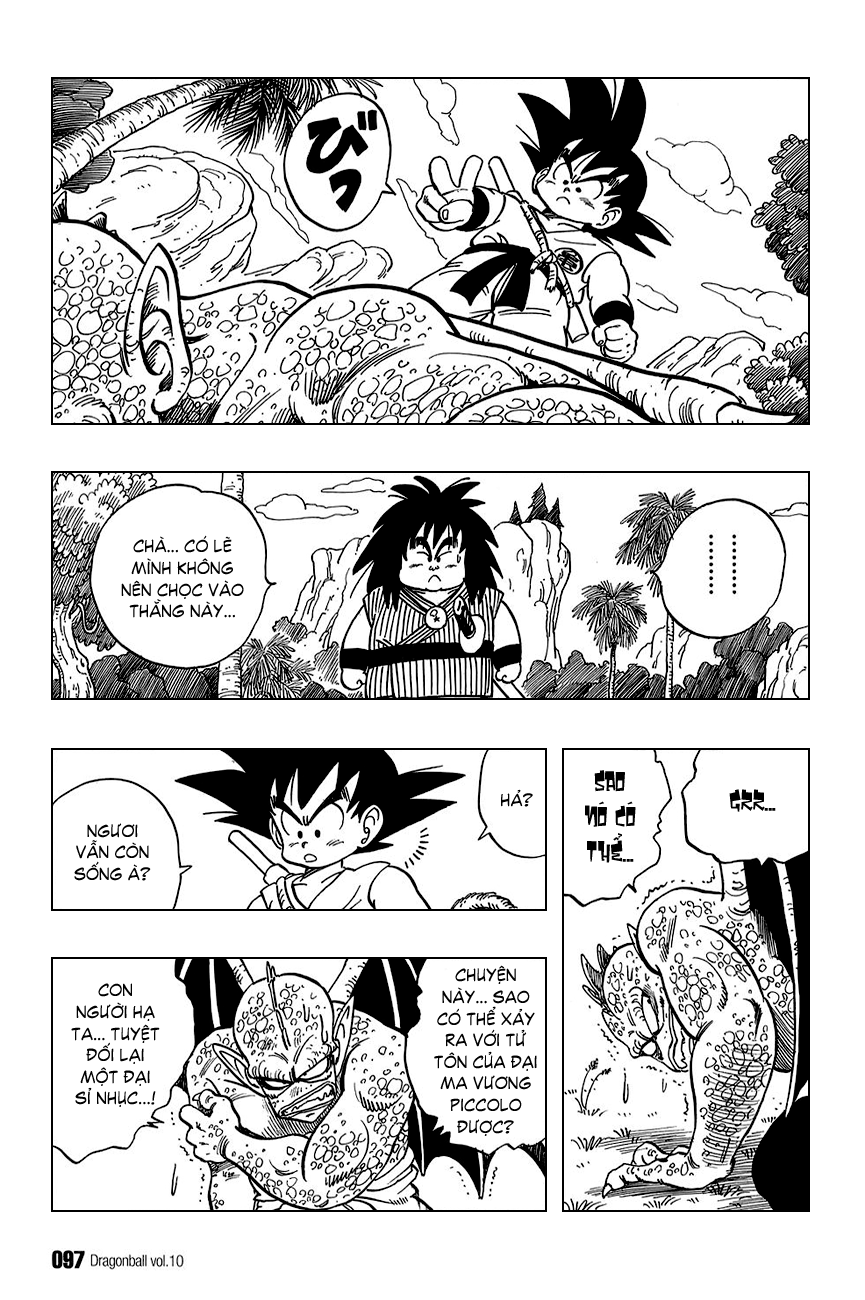 びっ
CHÀ... CÓ LẼ
MÌNH KHÔNG
NÊN CHỌC VÀO
THẰNG NÀY...
......
......
HẢ?
NGƯƠI
VẪN CÒN
SỐNG À?
GRR...
SAO
NÓ CÓ
THỂ...
CHUYỆN
NÀY... SAO
CÓ THỂ XẢY
RA VỚI TỨ
TÔN CỦA ĐẠI
MA VƯƠNG
PICCOLO
ĐƯỢC?
CON
NGƯỜI HẠ
TA... TUYỆT
ĐỐI LẠI
MỘT ĐẠI
SỈ NHỤC...!
097 Dragonball vol.10